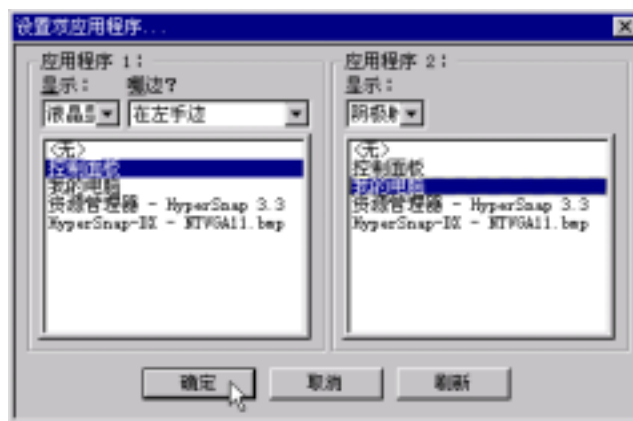 设置双应用程序...
应用程序 1:
显示: 哪边?
在左手边
<无>
控制面板
我的电脑
资源管理器 - HyperSnap 3.3
HyperSnap-DX - NTVGA11.bmp
应用程序 2:
显示:
<无>
控制面板
我的电脑
资源管理器 - HyperSnap 3.3
HyperSnap-DX - NTVGA11.bmp
确定 取消 刷新